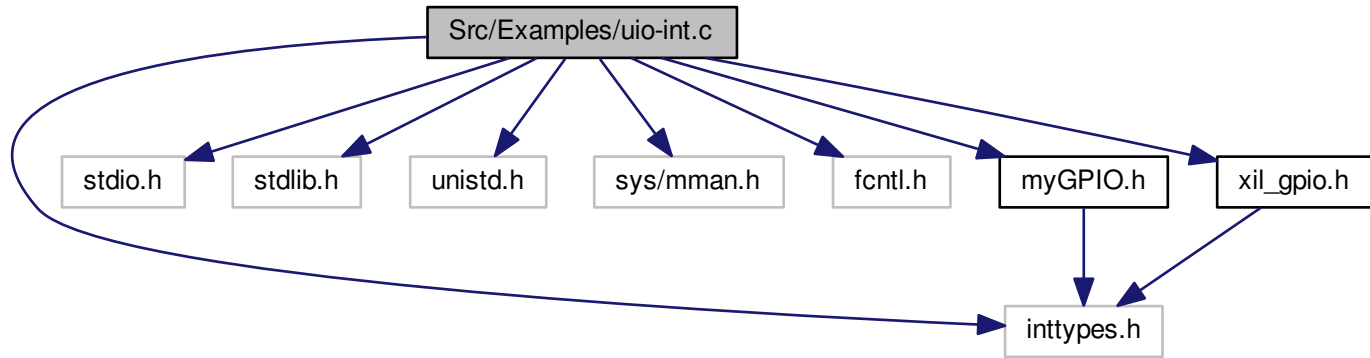 Src/Examples/uio-int.c
stdio.h
stdlib.h
unistd.h
sys/mman.h
fcntl.h
myGPIO.h
xil_gpio.h
inttypes.h